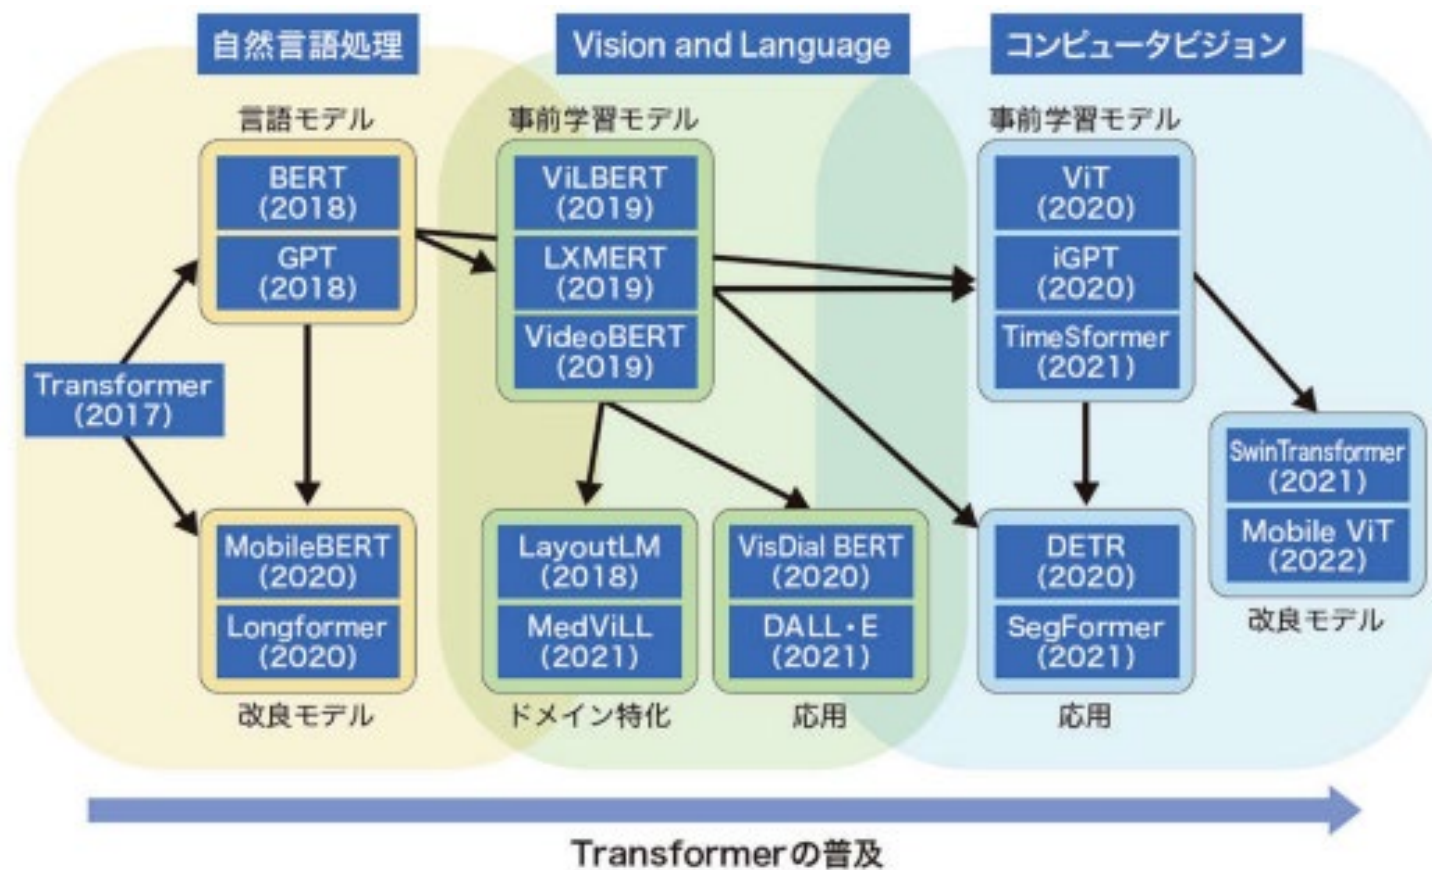 自然言語処理
Vision and Language
コンピュータビジョン
言語モデル
BERT
(2018)
GPT
(2018)
Transformer
(2017)
MobileBERT
(2020)
Longformer
(2020)
改良モデル
事前学習モデル
ViLBERT
(2019)
LXMERT
(2019)
VideoBERT
(2019)
LayoutLM
(2018)
MedViLL
(2021)
ドメイン特化
VisDial BERT
(2020)
DALL・E
(2021)
応用
事前学習モデル
ViT
(2020)
iGPT
(2020)
TimeSformer
(2021)
DETR
(2020)
SegFormer
(2021)
応用
SwinTransformer
(2021)
Mobile ViT
(2022)
改良モデル
Transformerの普及